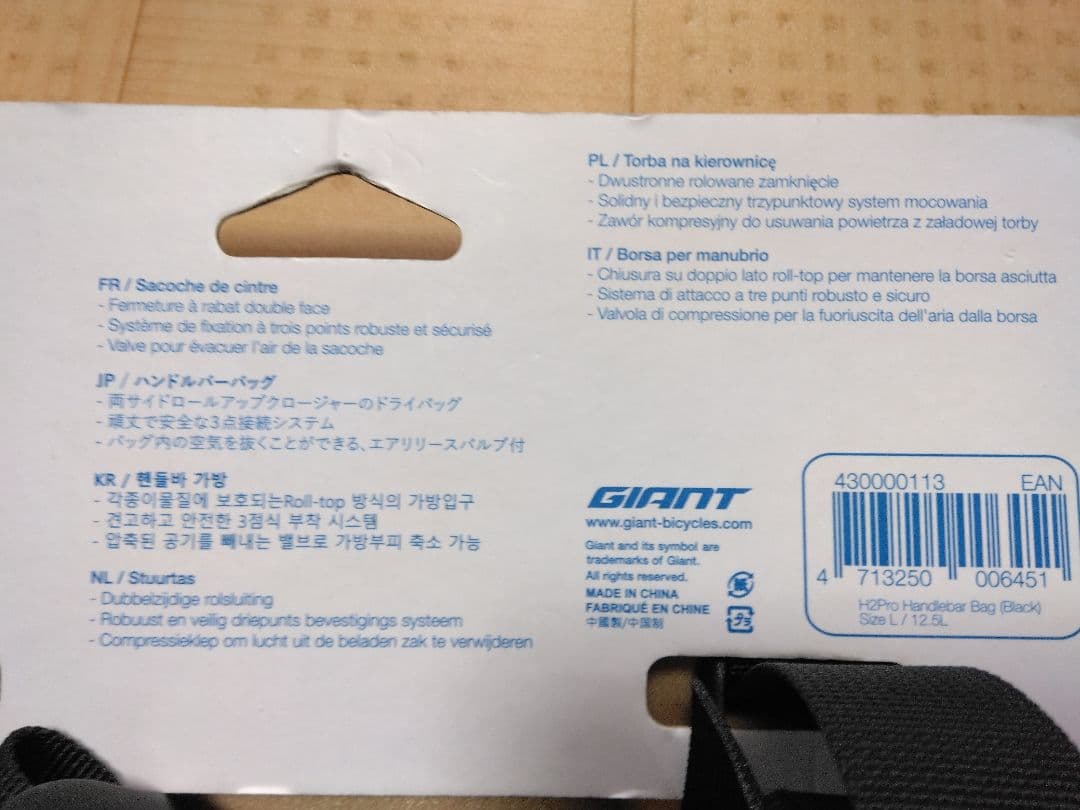 FR / Sacoche de cintre
- Fermeture à rabat double face
- Système de fixation à trois points robuste et sécurisé
- Valve pour évacuer l'air de la sacoche
JP / ハンドルバーバッグ
- 両サイドロールアップクロージャーのドライバッグ
- 頑丈で安全な3点接続システム
- バッグ内の空気を抜くことができる、エアリリースバルブ付
KR / 핸들바 가방
- 각종이물질에 보호되는Roll-top 방식의 가방입구
- 견고하고 안전한 3점식 부착 시스템
- 압축된 공기를 빼내는 밸브로 가방부피 축소 가능
NL / Stuurtas
- Dubbelzijdige rolsluiting
- Robuust en veilig driepunts bevestigings systeem
- Compressieklep om lucht uit de beladen zak te verwijderen
PL / Torba na kierownicę
- Dwustronne rolowane zamknięcie
- Solidny i bezpieczny trzypunktowy system mocowania
- Zawór kompresyjny do usuwania powietrza z załadowej torby
IT / Borsa per manubrio
- Chiusura su doppio lato roll-top per mantenere la borsa asciutta
- Sistema di attacco a tre punti robusto e sicuro
- Valvola di compressione per la fuoriuscita dell'aria dalla borsa
GIANT
www.giant-bicycles.com
Giant and its symbol are
trademarks of Giant.
All rights reserved.
MADE IN CHINA
FABRIQUÉ EN CHINE
中國製/中国制
紙
プラ
430000113 EAN
4 713250 006451
H2Pro Handlebar Bag (Black)
Size L / 12.5L